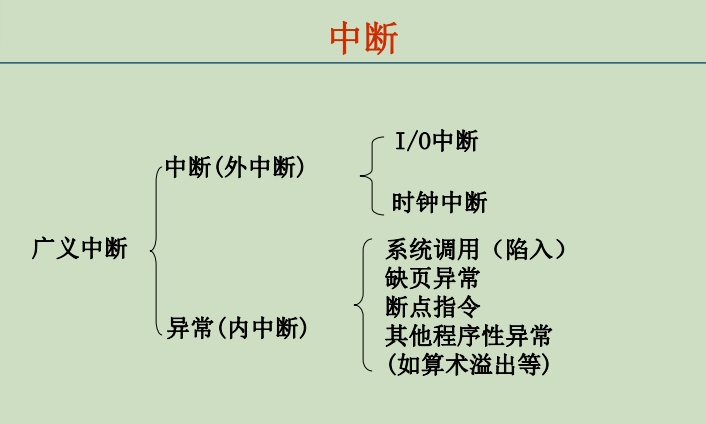 中断
广义中断
中断(外中断)
I/O中断
时钟中断
异常(内中断)
系统调用（陷入）
缺页异常
断点指令
其他程序性异常
(如算术溢出等)